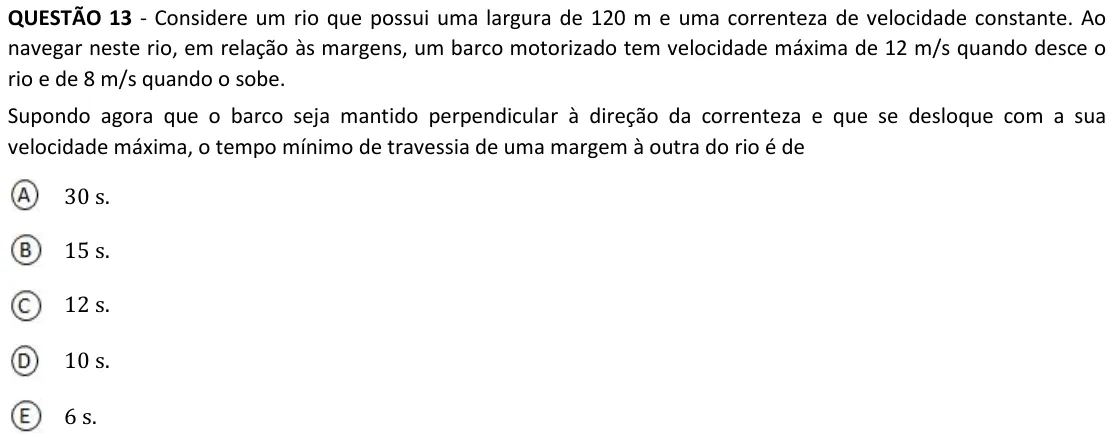 QUESTÃO 13 - Considere um rio que possui uma largura de 120 m e uma correnteza de velocidade constante. Ao
navegar neste rio, em relação às margens, um barco motorizado tem velocidade máxima de 12 m/s quando desce o
rio e de 8 m/s quando o sobe.
Supondo agora que o barco seja mantido perpendicular à direção da correnteza e que se desloque com a sua
velocidade máxima, o tempo mínimo de travessia de uma margem à outra do rio é de
A 30 s.
B 15 s.
C 12 s.
D 10 s.
E 6 s.